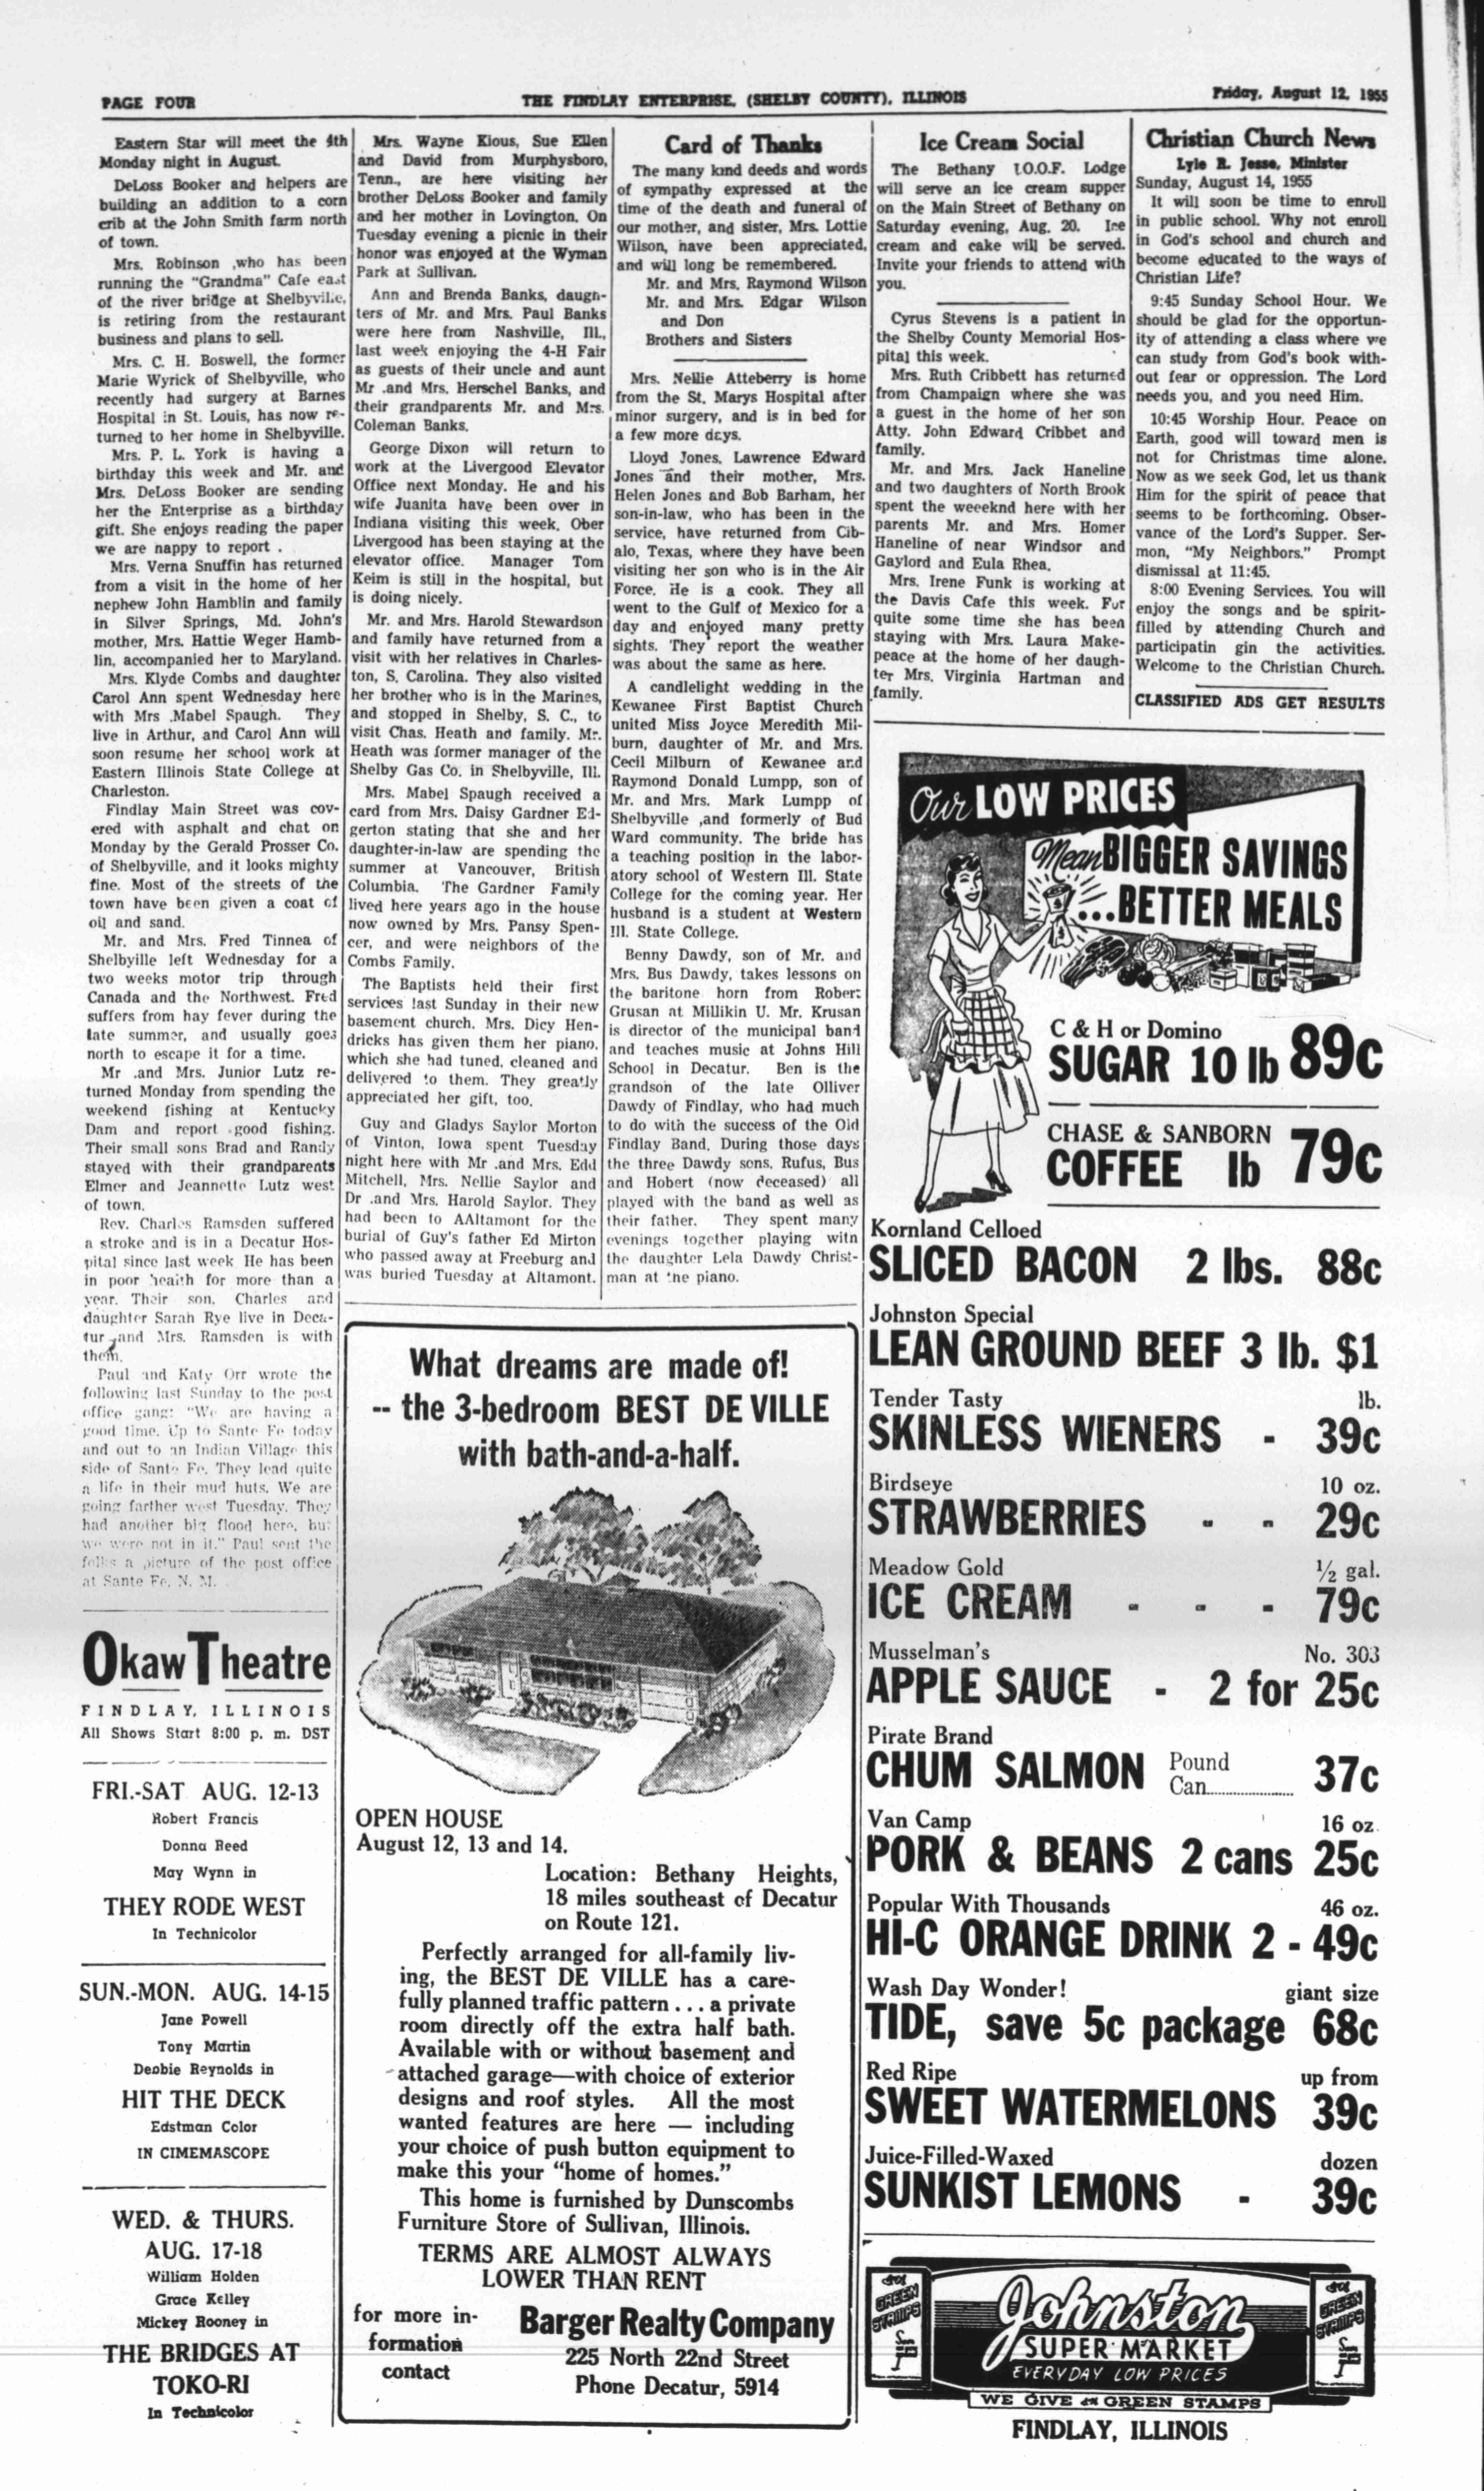 PAGE FOUR
THE FINDLAY ENTERPRISE, (SHELBY COUNTY), ILLINOIS
Friday, August 12, 1955
Eastern Star will meet the 4th
Monday night in August.
DeLoss Booker and helpers are
building an addition to a corn
crib at the John Smith farm north
of town.
Mrs. Robinson ,who has been
running the "Grandma" Cafe east
of the river bridge at Shelbyville,
is retiring from the restaurant
business and plans to sell.
Mrs. C. H. Boswell, the former
Marie Wyrick of Shelbyville, who
recently had surgery at Barnes
Hospital in St. Louis, has now re-
turned to her home in Shelbyville.
Mrs. P. L. York is having a
birthday this week and Mr. and
Mrs. DeLoss Booker are sending
her the Enterprise as a birthday
gift. She enjoys reading the paper
we are happy to report .
Mrs. Verna Snuffin has returned
from a visit in the home of her
nephew John Hamblin and family
in Silver Springs, Md. John's
mother, Mrs. Hattie Weger Hamb-
lin, accompanied her to Maryland.
Mrs. Klyde Combs and daughter
Carol Ann spent Wednesday here
with Mrs .Mabel Spaugh. They
live in Arthur, and Carol Ann will
soon resume her school work at
Eastern Illinois State College at
Charleston.
Findlay Main Street was cov-
ered with asphalt and chat on
Monday by the Gerald Prosser Co.
of Shelbyville, and it looks mighty
fine. Most of the streets of the
town have been given a coat of
oil and sand.
Mr. and Mrs. Fred Tinnea of
Shelbyille left Wednesday for a
two weeks motor trip through
Canada and the Northwest. Fred
suffers from hay fever during the
late summer, and usually goes
north to escape it for a time.
Mr .and Mrs. Junior Lutz re-
turned Monday from spending the
weekend fishing at Kentucky
Dam and report good fishing.
Their small sons Brad and Randy
stayed with their grandparents
Elmer and Jeannette Lutz west
of town.
Rev. Charles Ramsden suffered
a stroke and is in a Decatur Hos-
pital since last week He has been
in poor health for more than a
year. Their son, Charles and
daughter Sarah Rye live in Deca-
tur and Mrs. Ramsden is with
them.
Paul and Katy Orr wrote the
following last Sunday to the post
office gang: "We are having a
good time. Up to Sante Fe today
and out to an Indian Village this
side of Sante Fe. They lead quite
a life in their mud huts. We are
going farther west Tuesday. They
had another big flood here, but
we were not in it." Paul sent the
folks a picture of the post office
at Sante Fe, N. M.
Okaw Theatre
FINDLAY, ILLINOIS
All Shows Start 8:00 p. m. DST
FRI.-SAT AUG. 12-13
Robert Francis
Donna Reed
May Wynn in
THEY RODE WEST
In Technicolor
SUN.-MON. AUG. 14-15
Jane Powell
Tony Martin
Debbie Reynolds in
HIT THE DECK
Eastman Color
IN CIMEMASCOPE
WED. & THURS.
AUG. 17-18
William Holden
Grace Kelley
Mickey Rooney in
THE BRIDGES AT
TOKO-RI
In Technicolor
Mrs. Wayne Kious, Sue Ellen
and David from Murphysboro,
Tenn., are here visiting her
brother DeLoss Booker and family
and her mother in Lovington. On
Tuesday evening a picnic in their
honor was enjoyed at the Wyman
Park at Sullivan.
Ann and Brenda Banks, daugh-
ters of Mr. and Mrs. Paul Banks
were here from Nashville, Ill.,
last week enjoying the 4-H Fair
as guests of their uncle and aunt
Mr .and Mrs. Herschel Banks, and
their grandparents Mr. and Mrs.
Coleman Banks.
George Dixon will return to
work at the Livergood Elevator
Office next Monday. He and his
wife Juanita have been over in
Indiana visiting this week. Ober
Livergood has been staying at the
elevator office. Manager Tom
Keim is still in the hospital, but
is doing nicely.
Mr. and Mrs. Harold Stewardson
and family have returned from a
visit with her relatives in Charles-
ton, S. Carolina. They also visited
her brother who is in the Marines,
and stopped in Shelby, S. C., to
visit Chas. Heath and family. Mr.
Heath was former manager of the
Shelby Gas Co. in Shelbyville, Ill.
Mrs. Mabel Spaugh received a
card from Mrs. Daisy Gardner Ed-
gerton stating that she and her
daughter-in-law are spending the
summer at Vancouver, British
Columbia. The Gardner Family
lived here years ago in the house
now owned by Mrs. Pansy Spen-
cer, and were neighbors of the
Combs Family.
The Baptists held their first
services last Sunday in their new
basement church. Mrs. Dicy Hen-
dricks has given them her piano,
which she had tuned, cleaned and
delivered to them. They greatly
appreciated her gift, too.
Guy and Gladys Saylor Morton
of Vinton, Iowa spent Tuesday
night here with Mr .and Mrs. Edd
Mitchell, Mrs. Nellie Saylor and
Dr .and Mrs. Harold Saylor. They
had been to AAltamont for the
burial of Guy's father Ed Mirton
who passed away at Freeburg and
was buried Tuesday at Altamont.
Card of Thanks
The many kind deeds and words
of sympathy expressed at the
time of the death and funeral of
our mother, and sister, Mrs. Lottie
Wilson, have been appreciated,
and will long be remembered.
Mr. and Mrs. Raymond Wilson
Mr. and Mrs. Edgar Wilson
and Don
Brothers and Sisters
Mrs. Nellie Atteberry is home
from the St. Marys Hospital after
minor surgery, and is in bed for
a few more days.
Lloyd Jones, Lawrence Edward
Jones and their mother, Mrs.
Helen Jones and Bob Barham, her
son-in-law, who has been in the
service, have returned from Cib-
alo, Texas, where they have been
visiting her son who is in the Air
Force. He is a cook. They all
went to the Gulf of Mexico for a
day and enjoyed many pretty
sights. They report the weather
was about the same as here.
A candlelight wedding in the
Kewanee First Baptist Church
united Miss Joyce Meredith Mil-
burn, daughter of Mr. and Mrs.
Cecil Milburn of Kewanee and
Raymond Donald Lumpp, son of
Mr. and Mrs. Mark Lumpp of
Shelbyville ,and formerly of Bud
Ward community. The bride has
a teaching position in the labor-
atory school of Western Ill. State
College for the coming year. Her
husband is a student at Western
Ill. State College.
Benny Dawdy, son of Mr. and
Mrs. Bus Dawdy, takes lessons on
the baritone horn from Robert
Grusan at Millikin U. Mr. Krusan
is director of the municipal band
and teaches music at Johns Hill
School in Decatur. Ben is the
grandson of the late Olliver
Dawdy of Findlay, who had much
to do with the success of the Old
Findlay Band. During those days
the three Dawdy sons, Rufus, Bus
and Hobert (now deceased) all
played with the band as well as
their father. They spent many
evenings together playing with
the daughter Lela Dawdy Christ-
man at the piano.
What dreams are made of!
-- the 3-bedroom BEST DE VILLE
with bath-and-a-half.
OPEN HOUSE
August 12, 13 and 14.
Location: Bethany Heights,
18 miles southeast of Decatur
on Route 121.
Perfectly arranged for all-family liv-
ing, the BEST DE VILLE has a care-
fully planned traffic pattern ... a private
room directly off the extra half bath.
Available with or without basement and
attached garage—with choice of exterior
designs and roof styles. All the most
wanted features are here — including
your choice of push button equipment to
make this your "home of homes."
This home is furnished by Dunscombs
Furniture Store of Sullivan, Illinois.
TERMS ARE ALMOST ALWAYS
LOWER THAN RENT
for more in-
formation
contact
Barger Realty Company
225 North 22nd Street
Phone Decatur, 5914
Ice Cream Social
The Bethany I.O.O.F. Lodge
will serve an ice cream supper
on the Main Street of Bethany on
Saturday evening, Aug. 20. Ice
cream and cake will be served.
Invite your friends to attend with
you.
Cyrus Stevens is a patient in
the Shelby County Memorial Hos-
pital this week.
Mrs. Ruth Cribbett has returned
from Champaign where she was
a guest in the home of her son
Atty. John Edward Cribbet and
family.
Mr. and Mrs. Jack Haneline
and two daughters of North Brook
spent the weeeknd here with her
parents Mr. and Mrs. Homer
Haneline of near Windsor and
Gaylord and Eula Rhea.
Mrs. Irene Funk is working at
the Davis Cafe this week. For
quite some time she has been
staying with Mrs. Laura Make-
peace at the home of her daugh-
ter Mrs. Virginia Hartman and
family.
Christian Church News
Lyle R. Jesse, Minister
Sunday, August 14, 1955
It will soon be time to enroll
in public school. Why not enroll
in God's school and church and
become educated to the ways of
Christian Life?
9:45 Sunday School Hour. We
should be glad for the opportun-
ity of attending a class where we
can study from God's book with-
out fear or oppression. The Lord
needs you, and you need Him.
10:45 Worship Hour. Peace on
Earth, good will toward men is
not for Christmas time alone.
Now as we seek God, let us thank
Him for the spirit of peace that
seems to be forthcoming. Obser-
vance of the Lord's Supper. Ser-
mon, "My Neighbors." Prompt
dismissal at 11:45.
8:00 Evening Services. You will
enjoy the songs and be spirit-
filled by attending Church and
participatin gin the activities.
Welcome to the Christian Church.
CLASSIFIED ADS GET RESULTS
Our LOW PRICES
Mean BIGGER SAVINGS
...BETTER MEALS
C & H or Domino
SUGAR 10 lb 89c
CHASE & SANBORN
COFFEE lb 79c
Kornland Celloed
SLICED BACON 2 lbs. 88c
Johnston Special
LEAN GROUND BEEF 3 lb. $1
Tender Tasty lb.
SKINLESS WIENERS - 39c
Birdseye 10 oz.
STRAWBERRIES - - 29c
Meadow Gold ½ gal.
ICE CREAM - - - 79c
Musselman's No. 303
APPLE SAUCE - 2 for 25c
Pirate Brand
CHUM SALMON Pound Can 37c
Van Camp 16 oz.
PORK & BEANS 2 cans 25c
Popular With Thousands 46 oz.
HI-C ORANGE DRINK 2 - 49c
Wash Day Wonder! giant size
TIDE, save 5c package 68c
Red Ripe up from
SWEET WATERMELONS 39c
Juice-Filled-Waxed dozen
SUNKIST LEMONS - 39c
GREEN STAMPS
Johnston
SUPER MARKET
EVERYDAY LOW PRICES
GREEN STAMPS
WE GIVE S&H GREEN STAMPS
FINDLAY, ILLINOIS